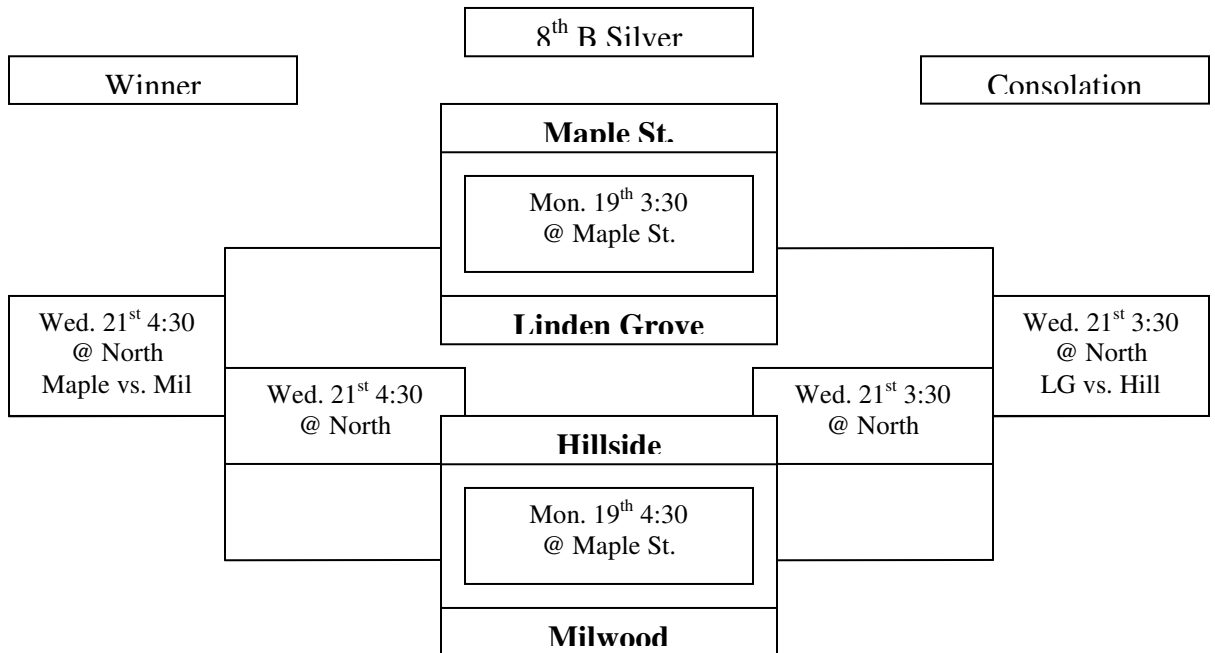 8th B Silver
Winner
Consolation
Maple St.
Mon. 19th 3:30
@ Maple St.
Linden Grove
Wed. 21st 4:30
@ North
Maple vs. Mil
Wed. 21st 3:30
@ North
LG vs. Hill
Wed. 21st 4:30
@ North
Wed. 21st 3:30
@ North
Hillside
Mon. 19th 4:30
@ Maple St.
Milwood